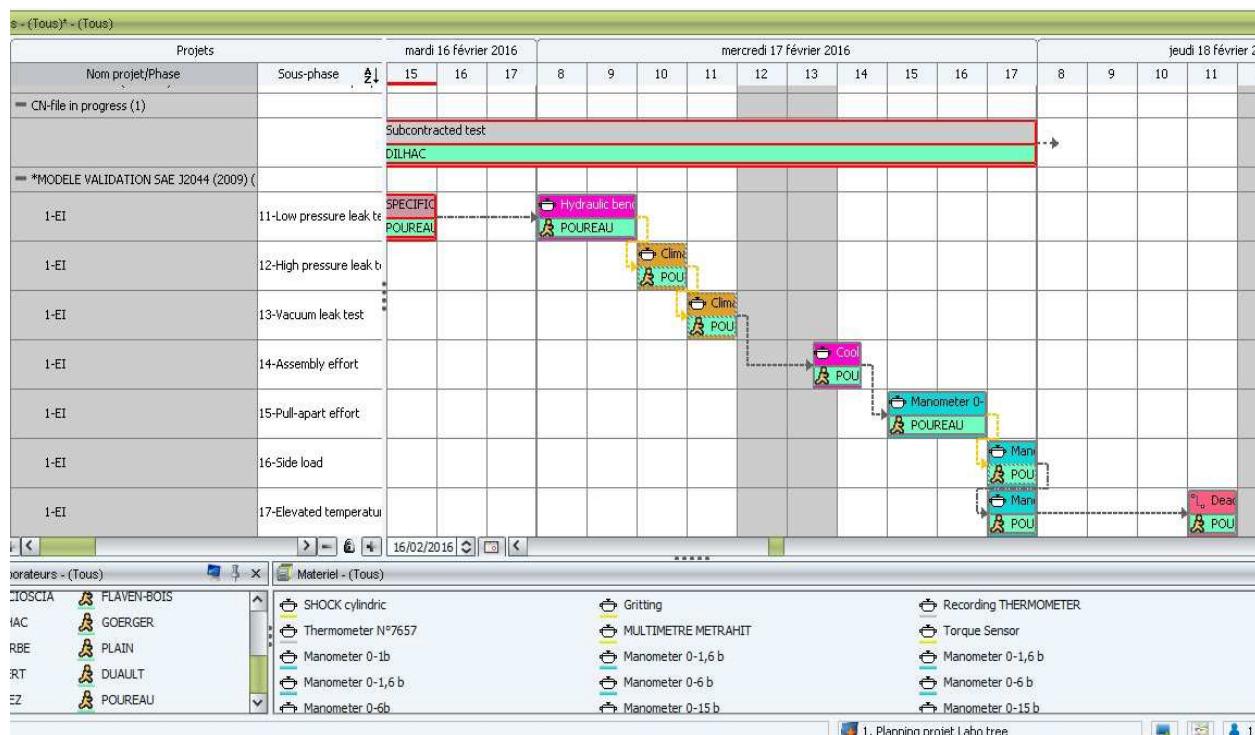 s - (Tous)* - (Tous)
Projets
mardi 16 février 2016
mercredi 17 février 2016
jeudi 18 février 2
Nom projet/Phase
Sous-phase
15 16 17 8 9 10 11 12 13 14 15 16 17 8 9 10 11
CN-file in progress (1)
Subcontracted test
DILHAC
*MODELE VALIDATION SAE J2044 (2009) (
1-EI
11-Low pressure leak te
SPECIFIC
POUREAU
Hydraulic benc
POUREAU
1-EI
12-High pressure leak t
Clima
POU
1-EI
13-Vacuum leak test
Clima
POU
1-EI
14-Assembly effort
Cool
POU
1-EI
15-Pull-apart effort
Manometer 0-
POUREAU
1-EI
16-Side load
Man
POU
1-EI
17-Elevated temperatu
Man
POU
Dead
POU
16/02/2016
orateurs - (Tous)
Materiel - (Tous)
CIOSCIA FLAVEN-BOIS
HAC GOERGER
RBE PLAIN
ERT DUAULT
EZ POUREAU
SHOCK cylindric
Gritting
Recording THERMOMETER
Thermometer N°7657
MULTIMETRE METRAHIT
Torque Sensor
Manometer 0-1b
Manometer 0-1,6 b
Manometer 0-1,6 b
Manometer 0-1,6 b
Manometer 0-6 b
Manometer 0-6 b
Manometer 0-6b
Manometer 0-15 b
Manometer 0-15 b
1. Planning projet Labo tree
1